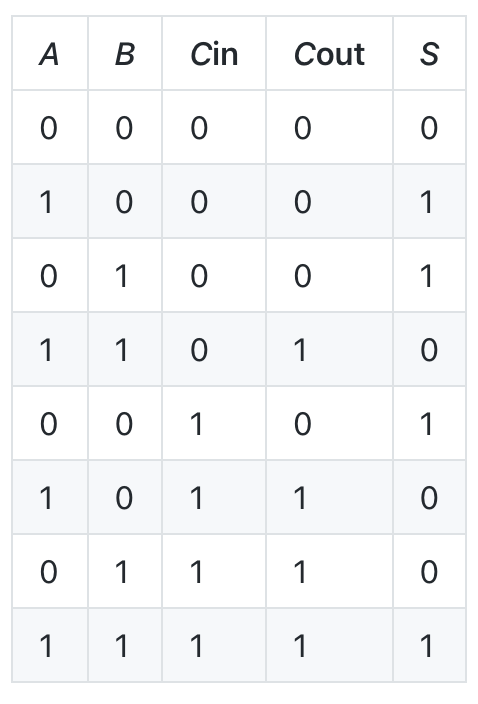 A B Cin Cout S
0 0 0 0 0
1 0 0 0 1
0 1 0 0 1
1 1 0 1 0
0 0 1 0 1
1 0 1 1 0
0 1 1 1 0
1 1 1 1 1